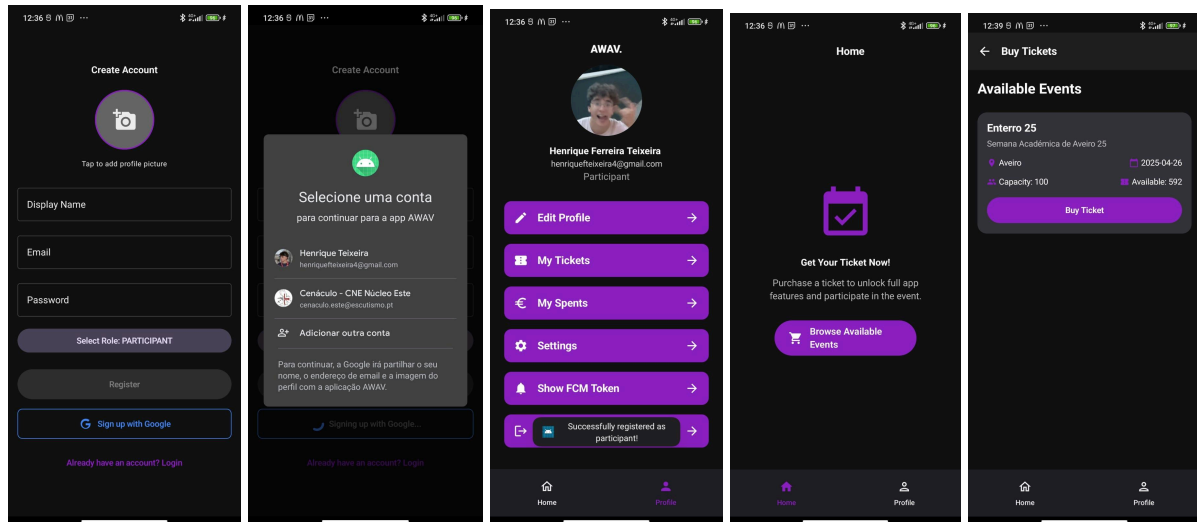 12:36
Create Account
Tap to add profile picture
Display Name
Email
Password
Select Role: PARTICIPANT
Register
G Sign up with Google
Already have an account? Login
12:36
Create Account
Selecione uma conta
para continuar para a app AWAV
Henrique Teixeira
henriquefteixeira4@gmail.com
Cenáculo - CNE Núcleo Este
cenaculo.este@escutismo.pt
Adicionar outra conta
Para continuar, a Google irá partilhar o seu
nome, o endereço de email e a imagem do
perfil com a aplicação AWAV.
Signing up with Google...
Already have an account? Login
12:36
AWAV.
Henrique Ferreira Teixeira
henriquefteixeira4@gmail.com
Participant
Edit Profile
My Tickets
My Spents
Settings
Show FCM Token
Successfully registered as
participant!
Home
Profile
12:36
Home
Get Your Ticket Now!
Purchase a ticket to unlock full app
features and participate in the event.
Browse Available
Events
Home
Profile
12:39
Buy Tickets
Available Events
Enterro 25
Semana Académica de Aveiro 25
Aveiro
2025-04-26
Capacity: 100
Available: 592
Buy Ticket
Home
Profile